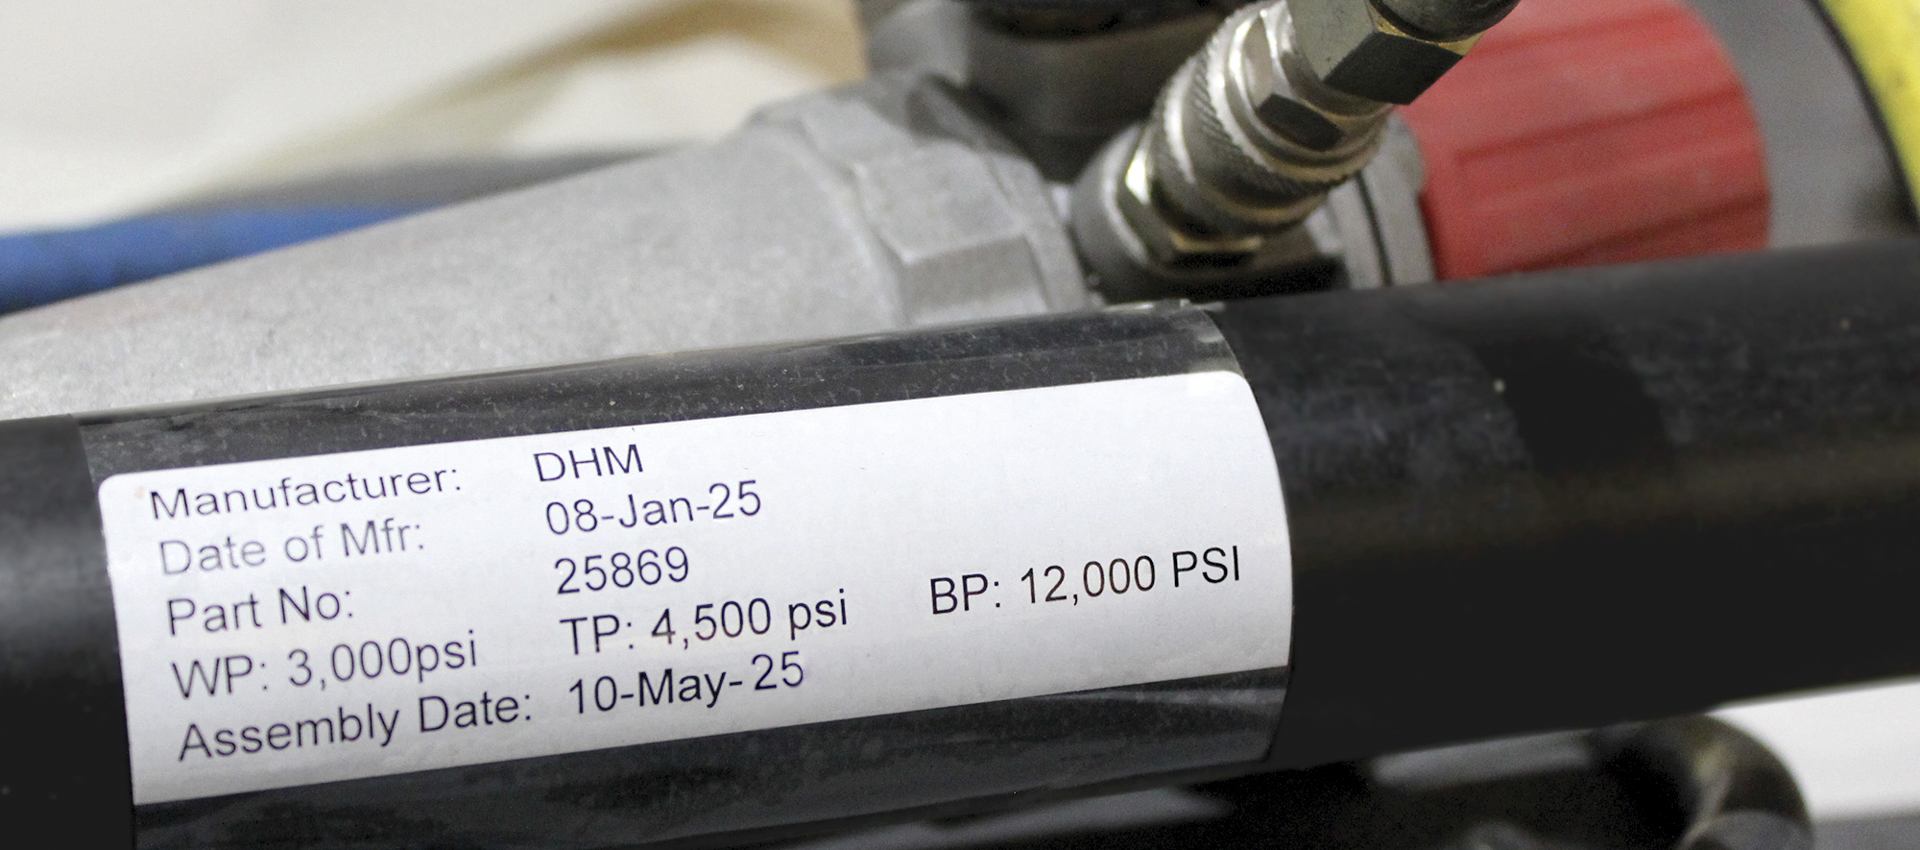 Manufacturer: DHM
Date of Mfr: 08-Jan-25
Part No: 25869
WP: 3,000psi TP: 4,500 psi BP: 12,000 PSI
Assembly Date: 10-May-25